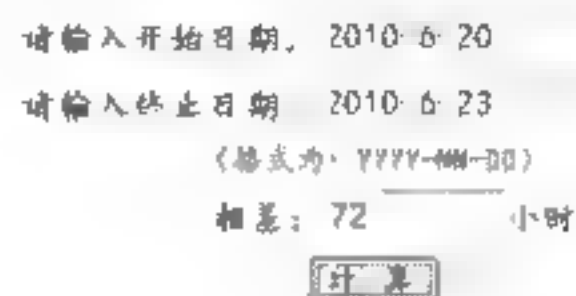 请输入开始日期: 2010-6-20
请输入终止日期 2010-6-23
(格式为: YYYY-MM-DD)
相差: 72 小时
计 算